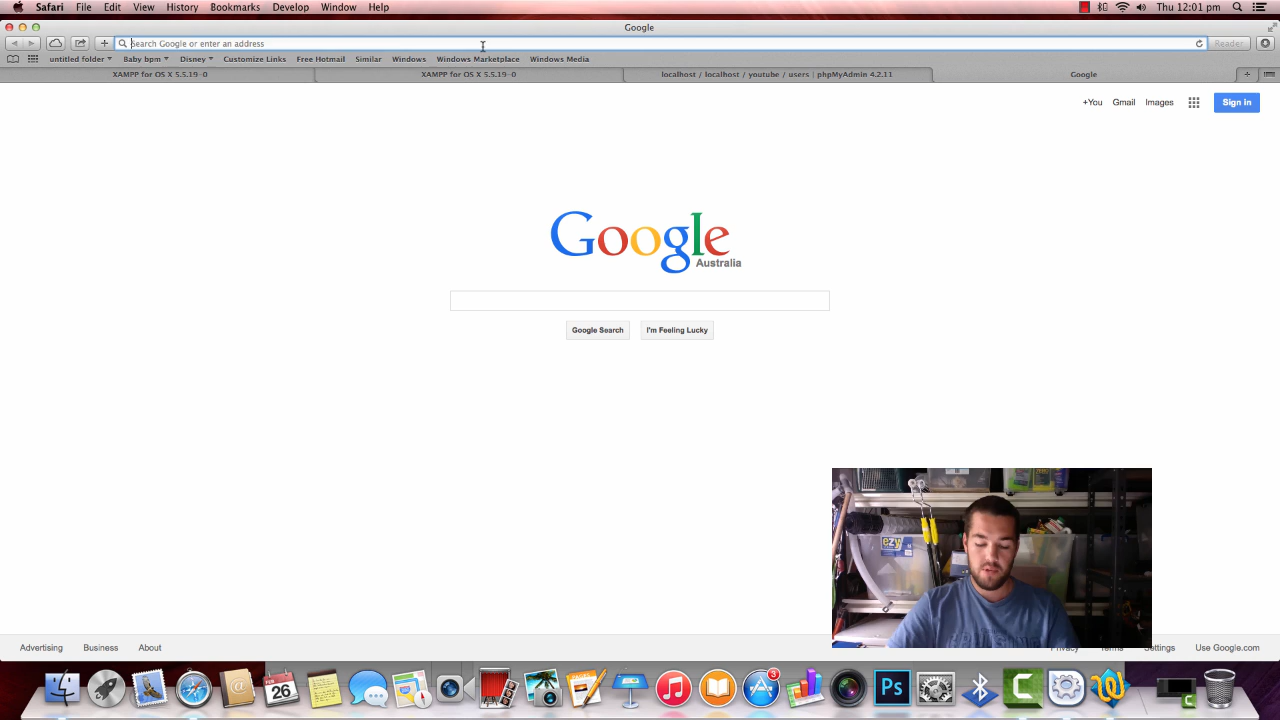 Safari File Edit View History Bookmarks Develop Window Help Thu 12:01 pm
Google
Search Google or enter an address Reader
untitled folder Baby bpm Disney Customize Links Free Hotmail Similar Windows Windows Marketplace Windows Media
XAMPP for OS X 5.5.19-0 XAMPP for OS X 5.5.19-0 localhost / localhost / youtube / users | phpMyAdmin 4.2.11 Google
+You Gmail Images Sign in
Google
Australia
Google Search I'm Feeling Lucky
ezy
Advertising Business About Privacy Terms Settings Use Google.com
FEB
26
3
Ps
C